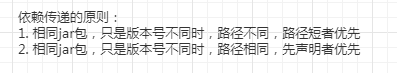 依赖传递的原则：
1. 相同jar包，只是版本号不同时，路径不同，路径短者优先
2. 相同jar包，只是版本号不同时，路径相同，先声明者优先